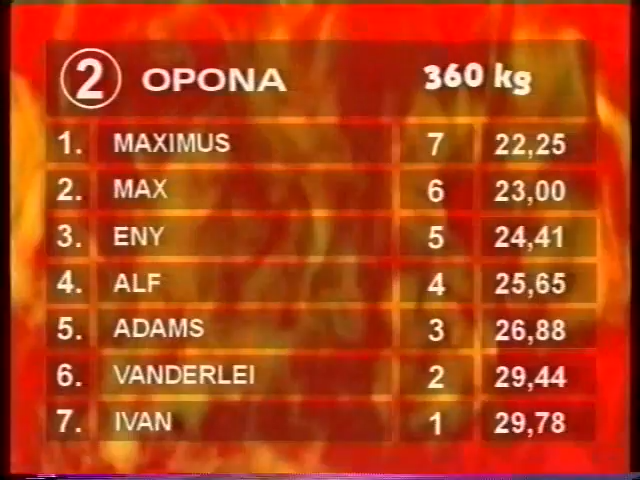 2 OPONA 360 kg
1. MAXIMUS 7 22,25
2. MAX 6 23,00
3. ENY 5 24,41
4. ALF 4 25,65
5. ADAMS 3 26,88
6. VANDERLEI 2 29,44
7. IVAN 1 29,78